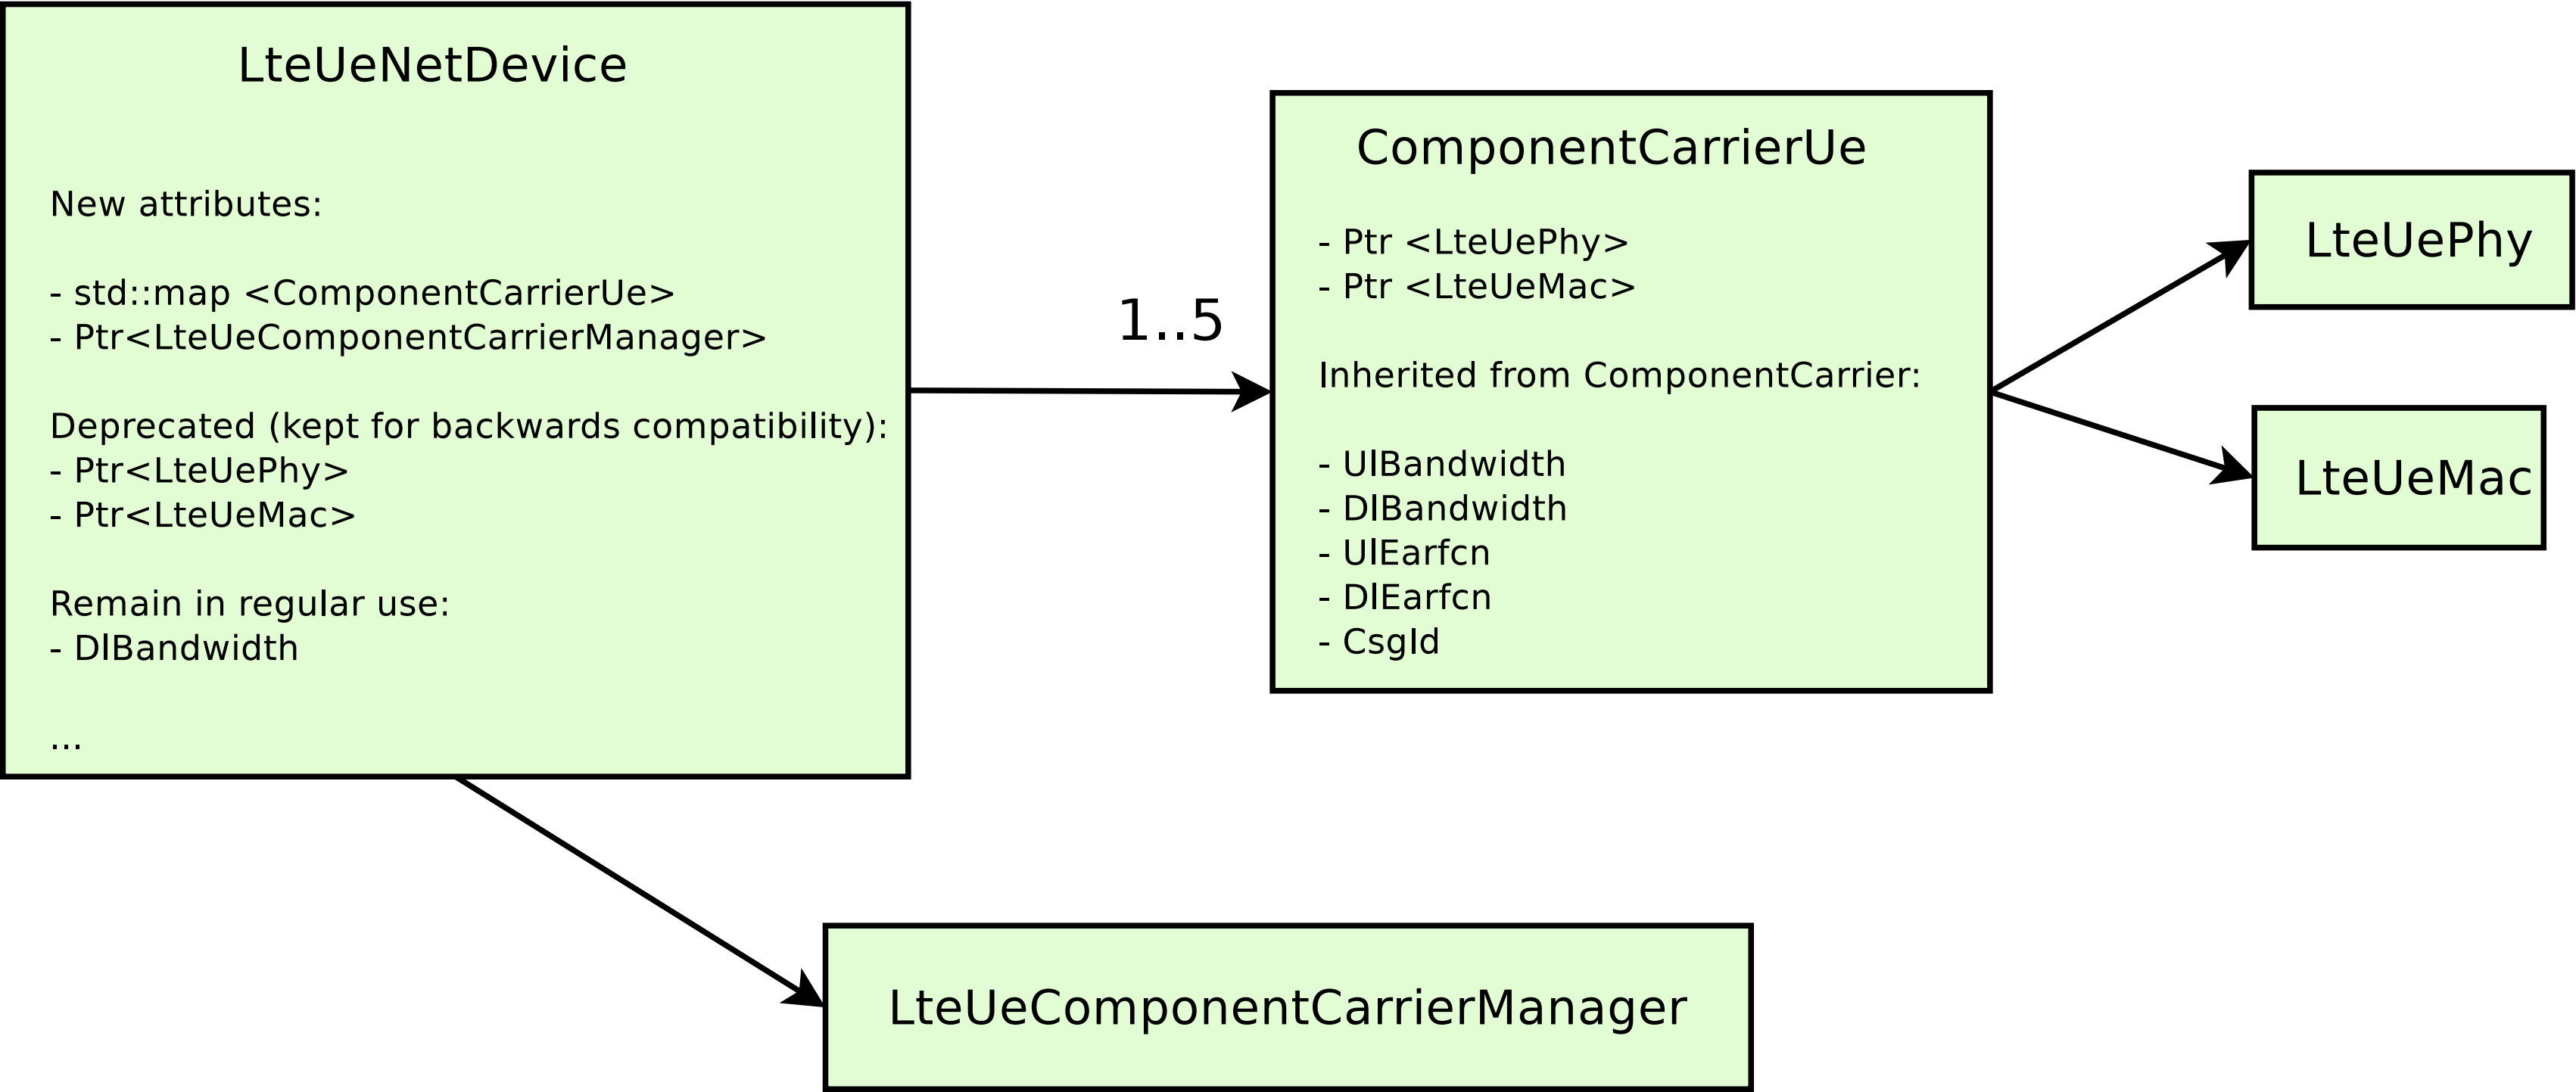 LteUeNetDevice
New attributes:
- std::map <ComponentCarrierUe>
- Ptr<LteUeComponentCarrierManager>
Deprecated (kept for backwards compatibility):
- Ptr<LteUePhy>
- Ptr<LteUeMac>
Remain in regular use:
- DlBandwidth
...
1..5
ComponentCarrierUe
- Ptr <LteUePhy>
- Ptr <LteUeMac>
Inherited from ComponentCarrier:
- UlBandwidth
- DlBandwidth
- UlEarfcn
- DlEarfcn
- CsgId
LteUePhy
LteUeMac
LteUeComponentCarrierManager